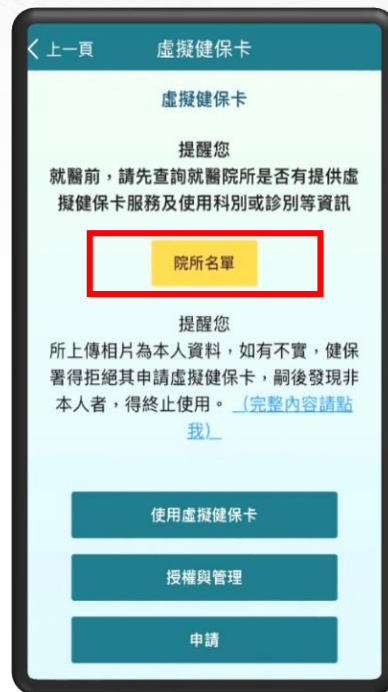 上一頁 虛擬健保卡
虛擬健保卡
提醒您
就醫前，請先查詢就醫院所是否有提供虛
擬健保卡服務及使用科別或診別等資訊
院所名單
提醒您
所上傳相片為本人資料，如有不實，健保
署得拒絕其申請虛擬健保卡，嗣後發現非
本人者，得終止使用。（完整內容請點
我）
使用虛擬健保卡
授權與管理
申請